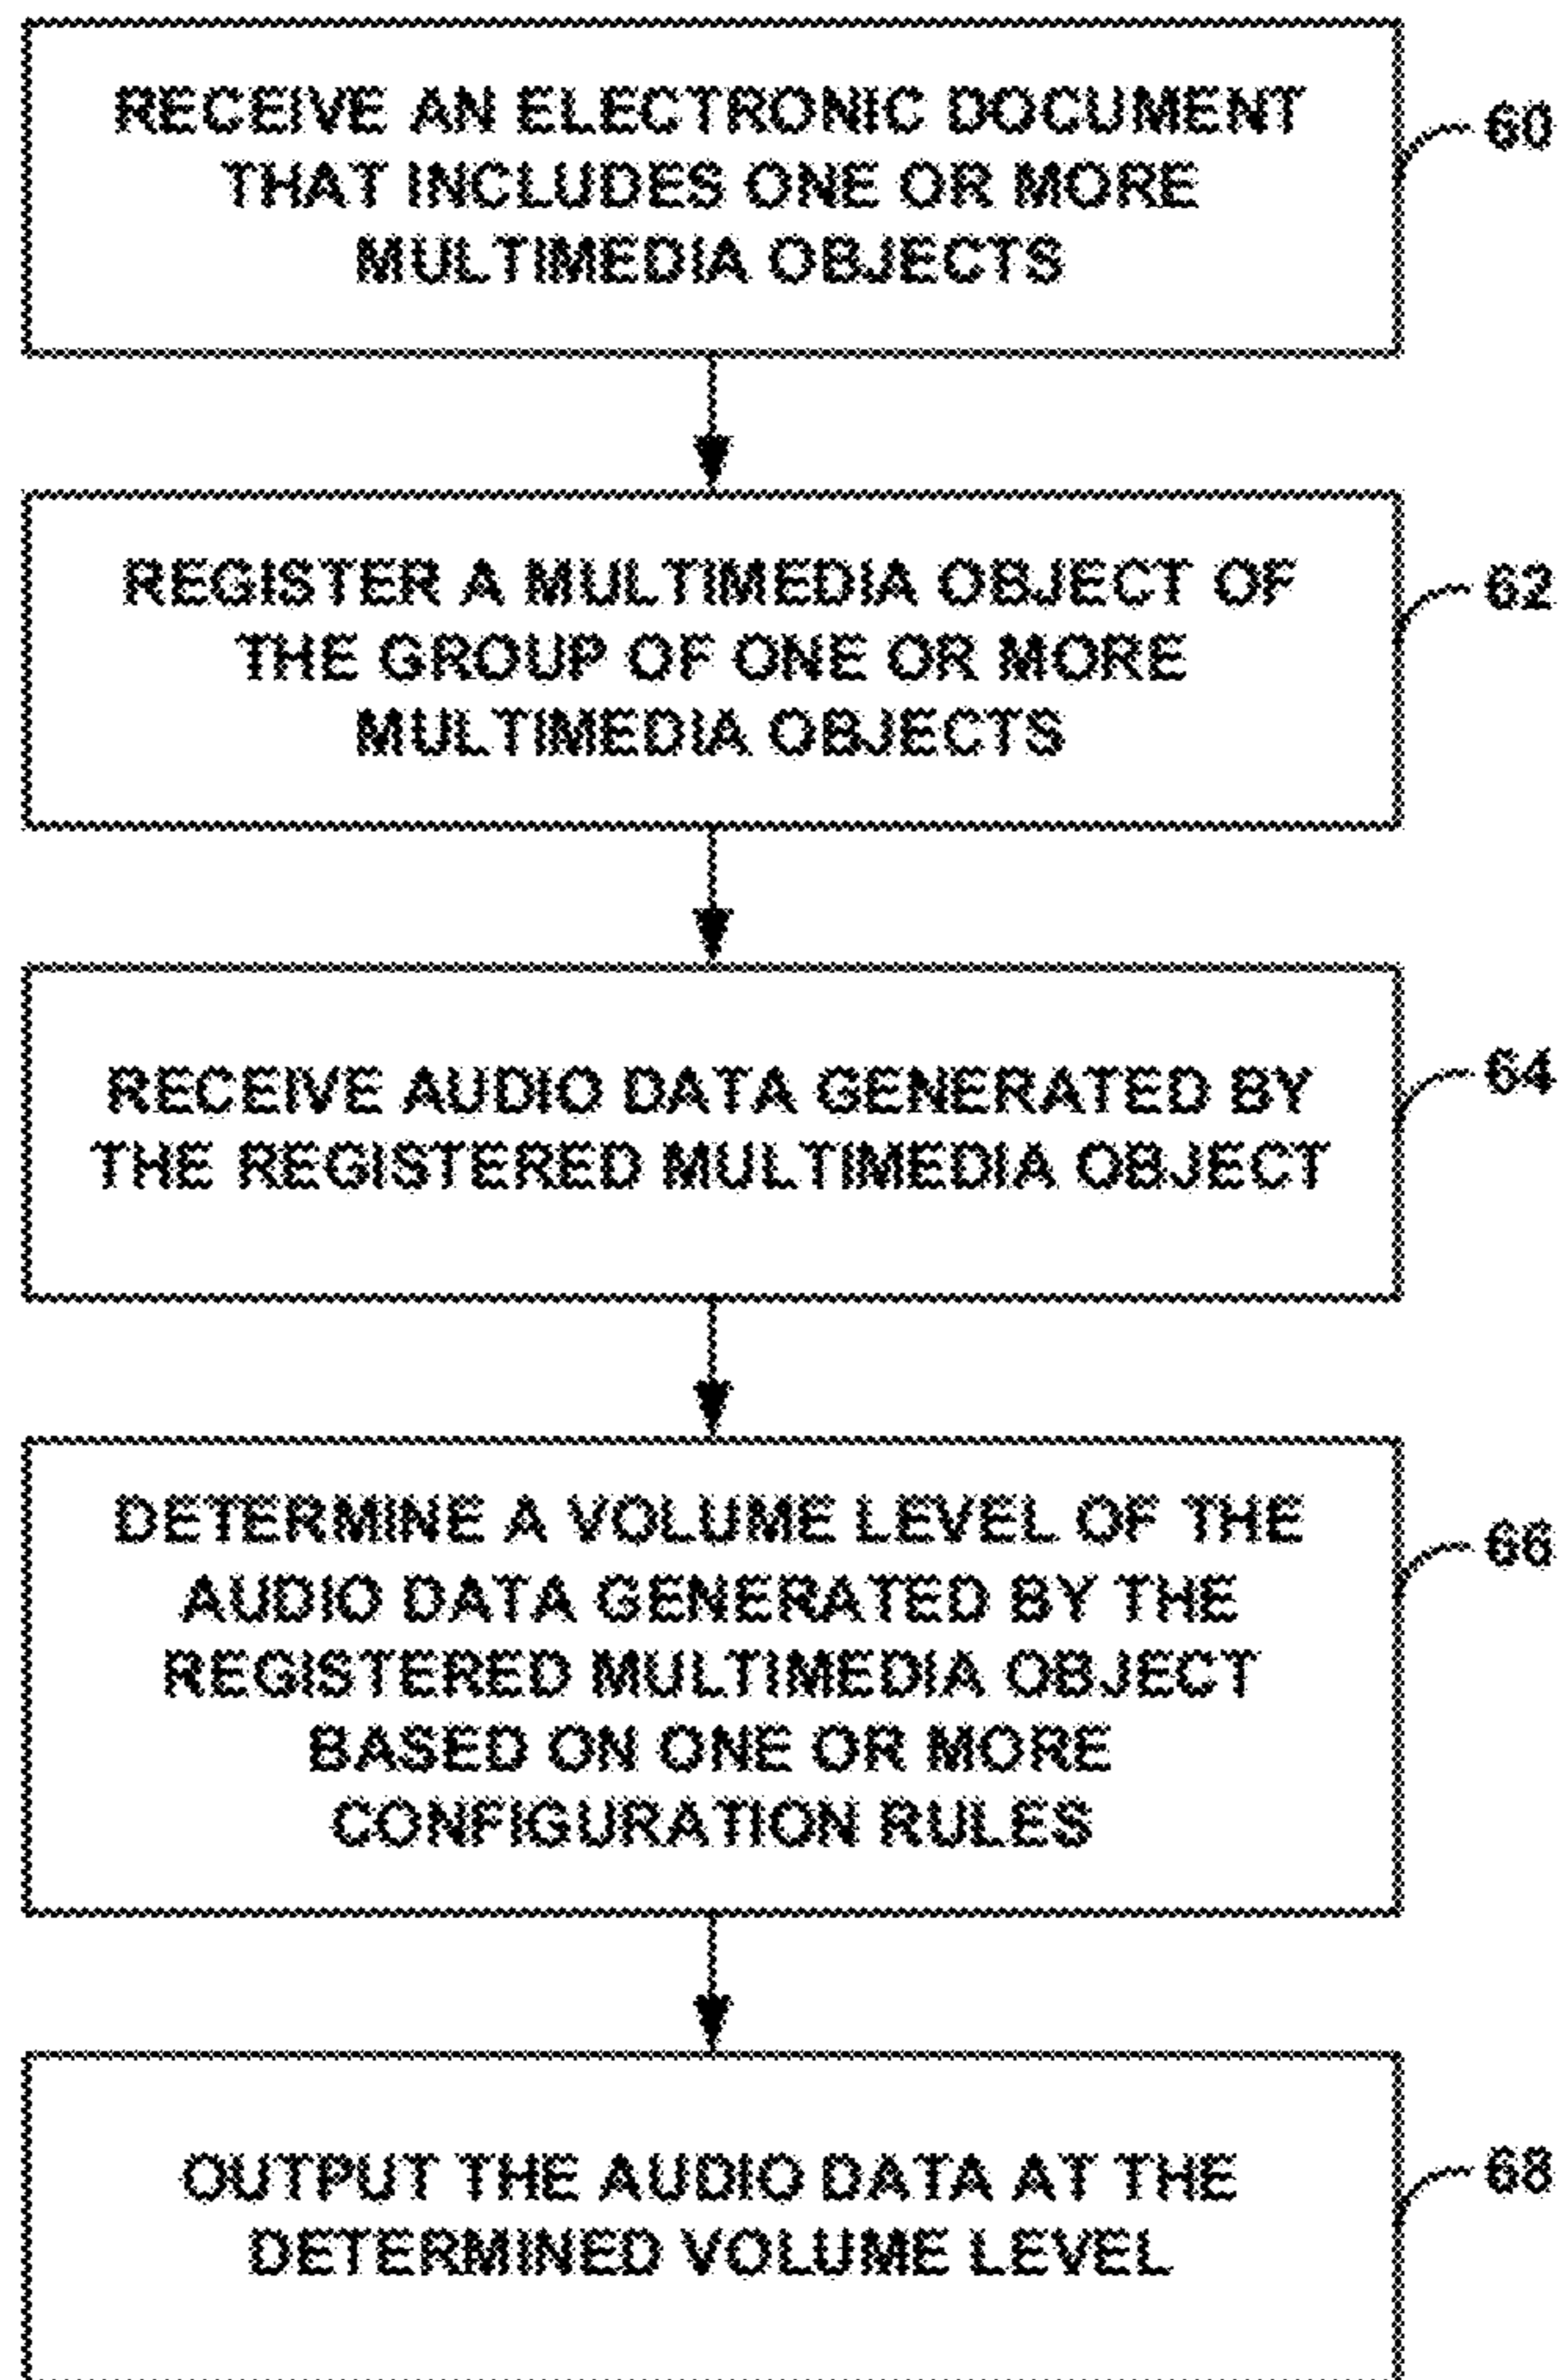 RECEIVE AN ELECTRONIC DOCUMENT
THAT INCLUDES ONE OR MORE
MULTIMEDIA OBJECTS
60
REGISTER A MULTIMEDIA OBJECT OF
THE GROUP OF ONE OR MORE
MULTIMEDIA OBJECTS
62
RECEIVE AUDIO DATA GENERATED BY
THE REGISTERED MULTIMEDIA OBJECT
64
DETERMINE A VOLUME LEVEL OF THE
AUDIO DATA GENERATED BY THE
REGISTERED MULTIMEDIA OBJECT
BASED ON ONE OR MORE
CONFIGURATION RULES
66
OUTPUT THE AUDIO DATA AT THE
DETERMINED VOLUME LEVEL
68